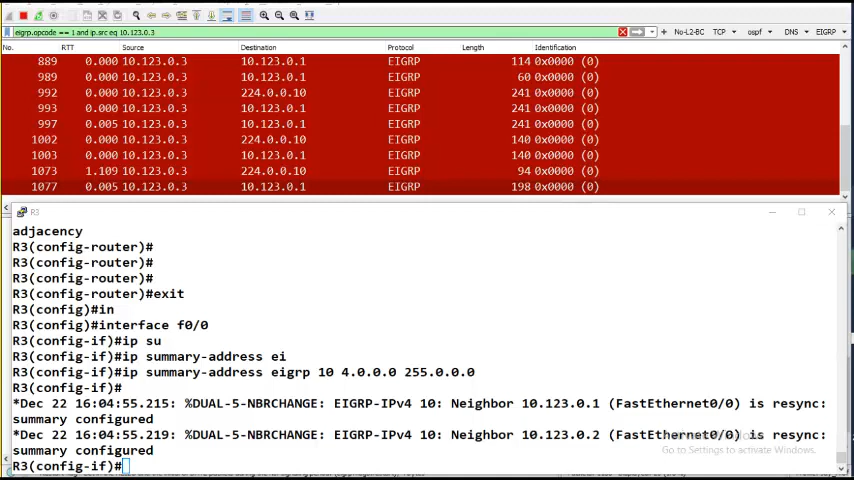 eigrp.opcode == 1 and ip.src eq 10.123.0.3 No-L2-BC TCP ospf DNS EIGRP
No. RTT Source Destination Protocol Length Identification
889 0.000 10.123.0.3 10.123.0.1 EIGRP 114 0x0000 (0)
989 0.000 10.123.0.3 10.123.0.1 EIGRP 60 0x0000 (0)
992 0.000 10.123.0.3 224.0.0.10 EIGRP 241 0x0000 (0)
993 0.000 10.123.0.3 10.123.0.1 EIGRP 241 0x0000 (0)
997 0.005 10.123.0.3 10.123.0.1 EIGRP 241 0x0000 (0)
1002 0.000 10.123.0.3 224.0.0.10 EIGRP 140 0x0000 (0)
1003 0.000 10.123.0.3 10.123.0.1 EIGRP 140 0x0000 (0)
1073 1.109 10.123.0.3 224.0.0.10 EIGRP 94 0x0000 (0)
1077 0.005 10.123.0.3 10.123.0.1 EIGRP 198 0x0000 (0)
R3
adjacency
R3(config-router)#
R3(config-router)#
R3(config-router)#
R3(config-router)#exit
R3(config)#in
R3(config)#interface f0/0
R3(config-if)#ip su
R3(config-if)#ip summary-address ei
R3(config-if)#ip summary-address eigrp 10 4.0.0.0 255.0.0.0
R3(config-if)#
*Dec 22 16:04:55.215: %DUAL-5-NBRCHANGE: EIGRP-IPv4 10: Neighbor 10.123.0.1 (FastEthernet0/0) is resync:
summary configured
*Dec 22 16:04:55.219: %DUAL-5-NBRCHANGE: EIGRP-IPv4 10: Neighbor 10.123.0.2 (FastEthernet0/0) is resync:
summary configured
Go to Settings to activate Windows.
R3(config-if)#